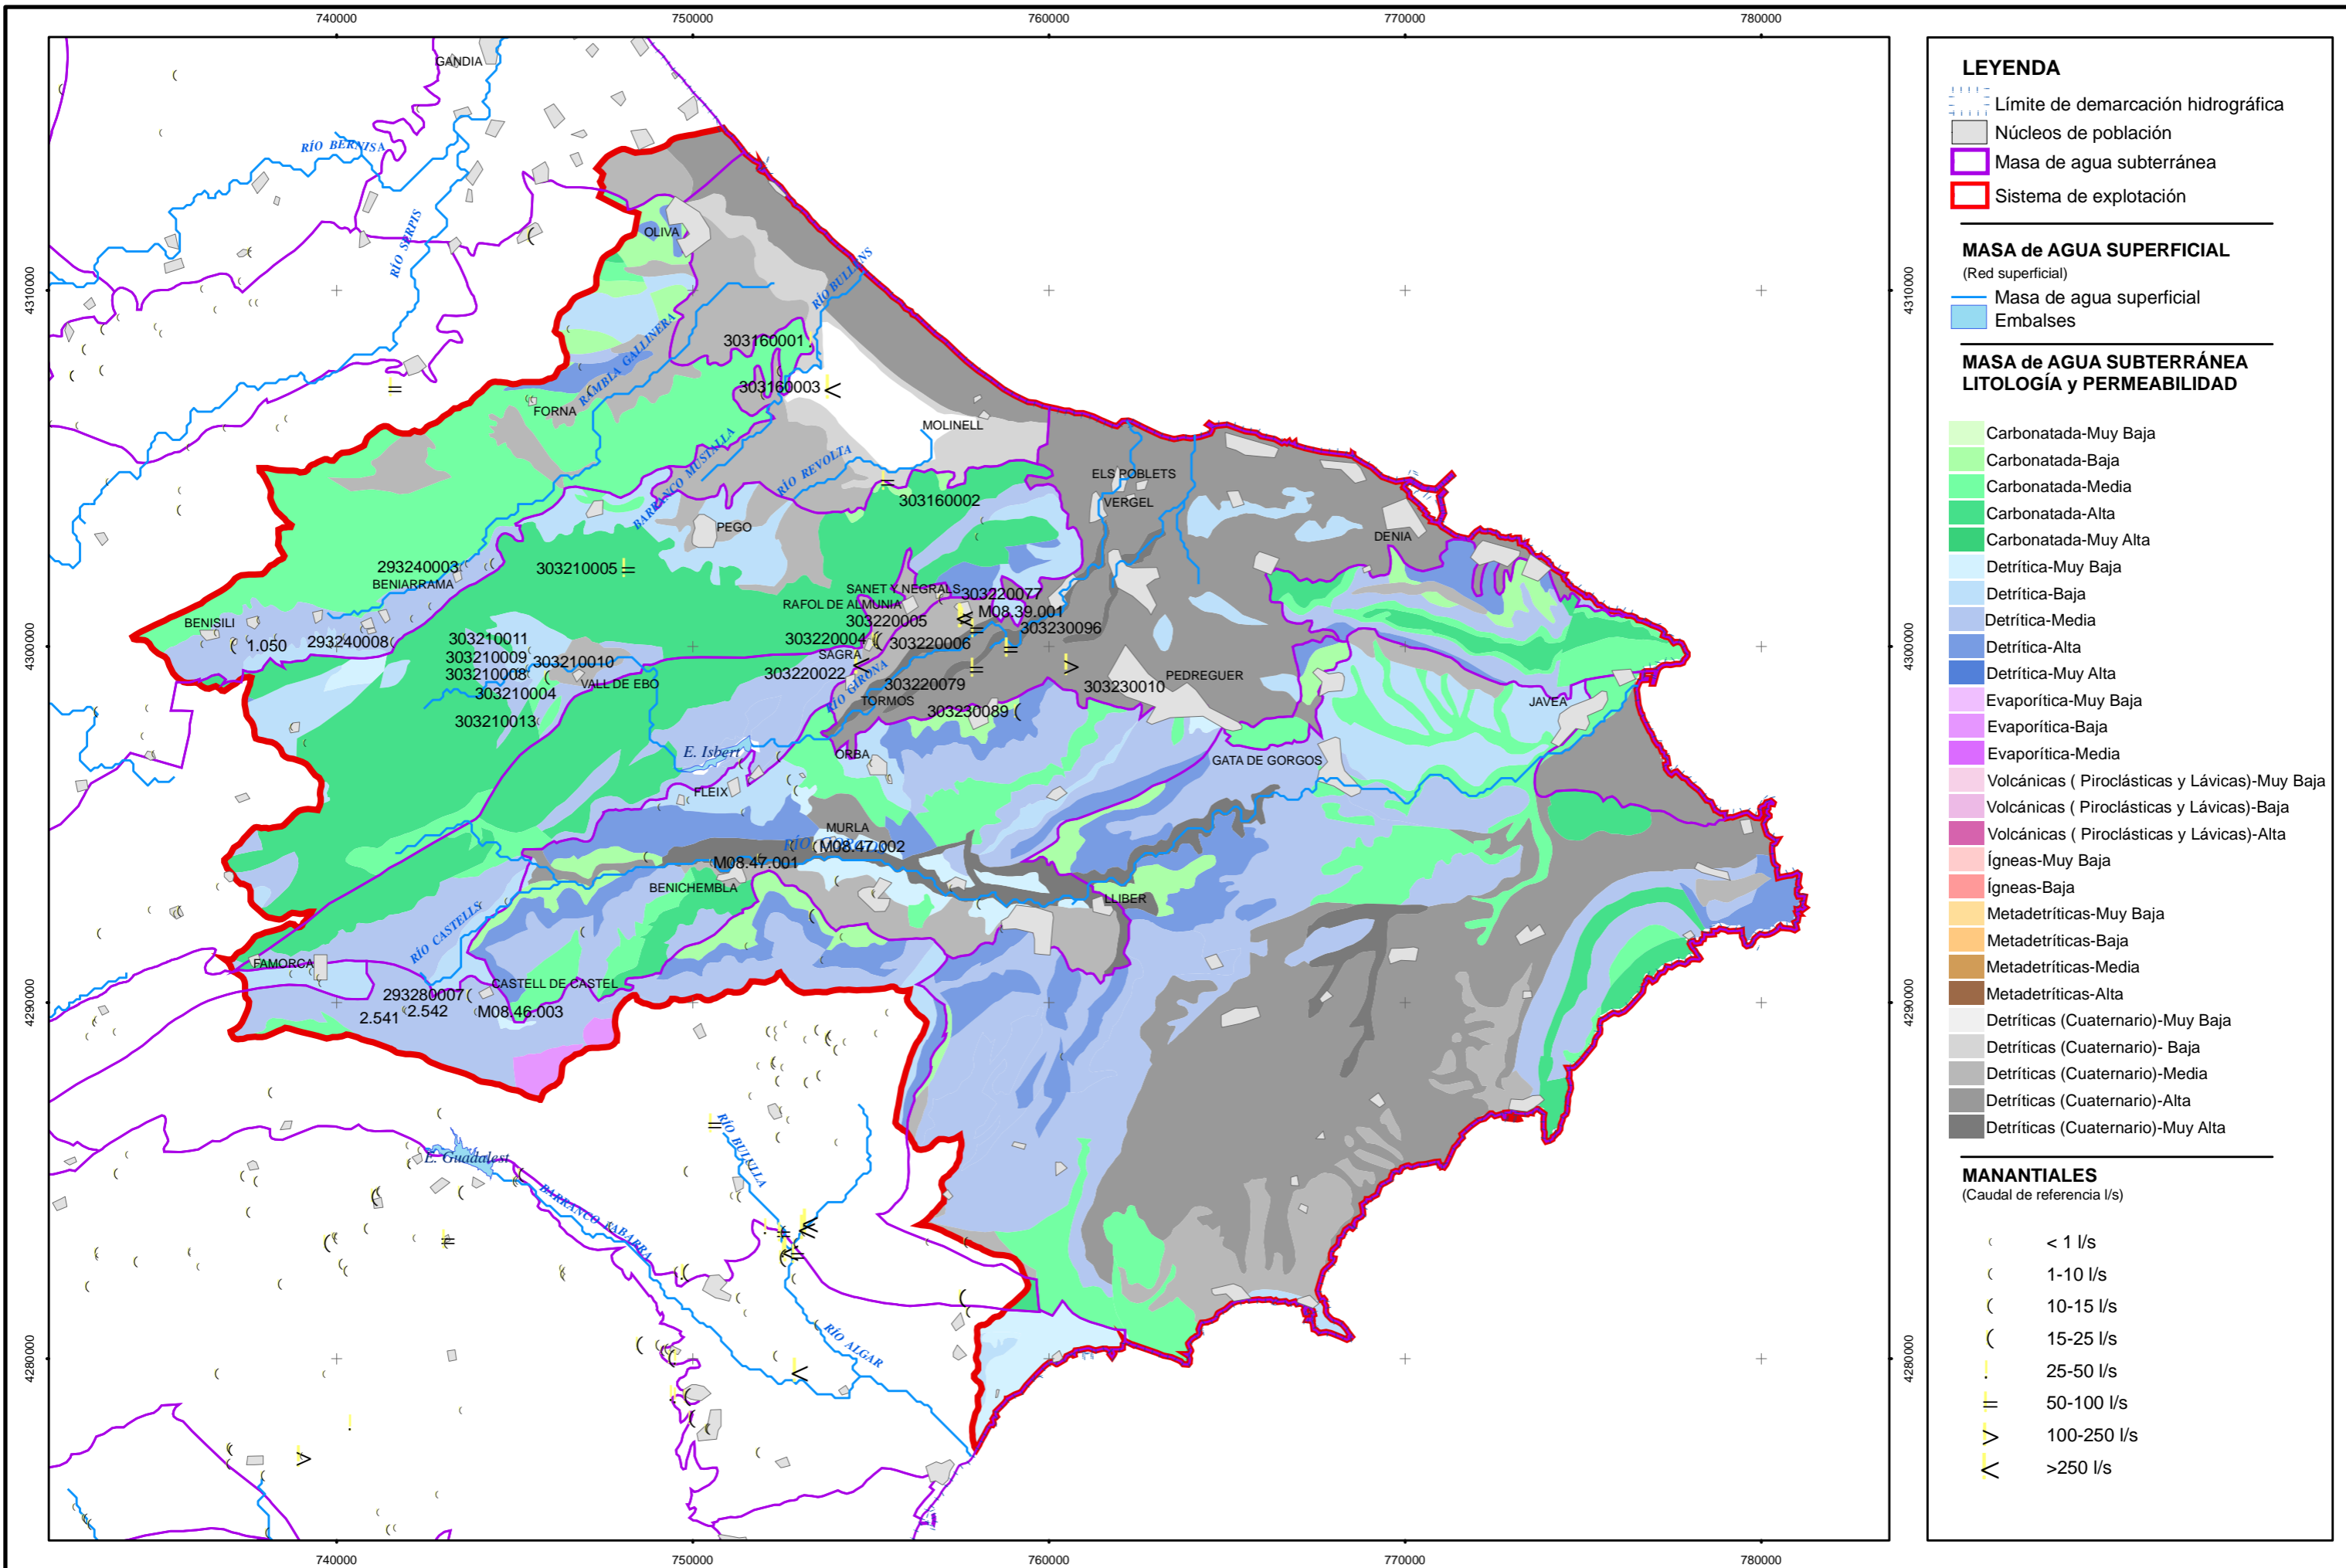 740000
750000
760000
770000
780000
GANDIA
RÍO BERNISA
RÍO SERPIS
OLIVA
4310000
4310000
RÍO BULLENS
303160001
RAMBLA GALLINERA
303160003
FORNA
MOLINELL
BARRANCO MUSTALLA
RÍO REVOLTA
ELS POBLETS
303160002
VERGEL
PEGO
DENIA
293240003
303210005
BENIARRAMA
SANET Y NEGRALS
303220077
RAFOL DE ALMUNIA
M08.39.001
BENISILI
303220005
303230096
1.050
293240008
303210011
303220004
303220006
4300000
4300000
303210009
303210010
SAGRA
303210008
VALL DE EBO
303220022
303220079
303230010
PEDREGUER
303210004
RÍO GIRONA
TORMOS
303230089
JAVEA
303210013
E. Isbert
ORBA
GATA DE GORGOS
FLEIX
MURLA
M08.47.002
M08.47.001
BENICHEMBLA
LLIBER
RÍO CASTELLS
FAMORCA
CASTELL DE CASTEL
293280007
4290000
4290000
2.541
2.542
M08.46.003
RÍO BULULLA
E. Guadalest
BARRANCO FABARRA
RÍO ALGAR
4280000
4280000
740000
750000
760000
770000
780000
LEYENDA
Límite de demarcación hidrográfica
Núcleos de población
Masa de agua subterránea
Sistema de explotación
MASA de AGUA SUPERFICIAL
(Red superficial)
Masa de agua superficial
Embalses
MASA de AGUA SUBTERRÁNEA
LITOLOGÍA y PERMEABILIDAD
Carbonatada-Muy Baja
Carbonatada-Baja
Carbonatada-Media
Carbonatada-Alta
Carbonatada-Muy Alta
Detrítica-Muy Baja
Detrítica-Baja
Detrítica-Media
Detrítica-Alta
Detrítica-Muy Alta
Evaporítica-Muy Baja
Evaporítica-Baja
Evaporítica-Media
Volcánicas ( Piroclásticas y Lávicas)-Muy Baja
Volcánicas ( Piroclásticas y Lávicas)-Baja
Volcánicas ( Piroclásticas y Lávicas)-Alta
Ígneas-Muy Baja
Ígneas-Baja
Metadetríticas-Muy Baja
Metadetríticas-Baja
Metadetríticas-Media
Metadetríticas-Alta
Detríticas (Cuaternario)-Muy Baja
Detríticas (Cuaternario)- Baja
Detríticas (Cuaternario)-Media
Detríticas (Cuaternario)-Alta
Detríticas (Cuaternario)-Muy Alta
MANANTIALES
(Caudal de referencia l/s)
< 1 l/s
1-10 l/s
10-15 l/s
15-25 l/s
25-50 l/s
50-100 l/s
100-250 l/s
>250 l/s